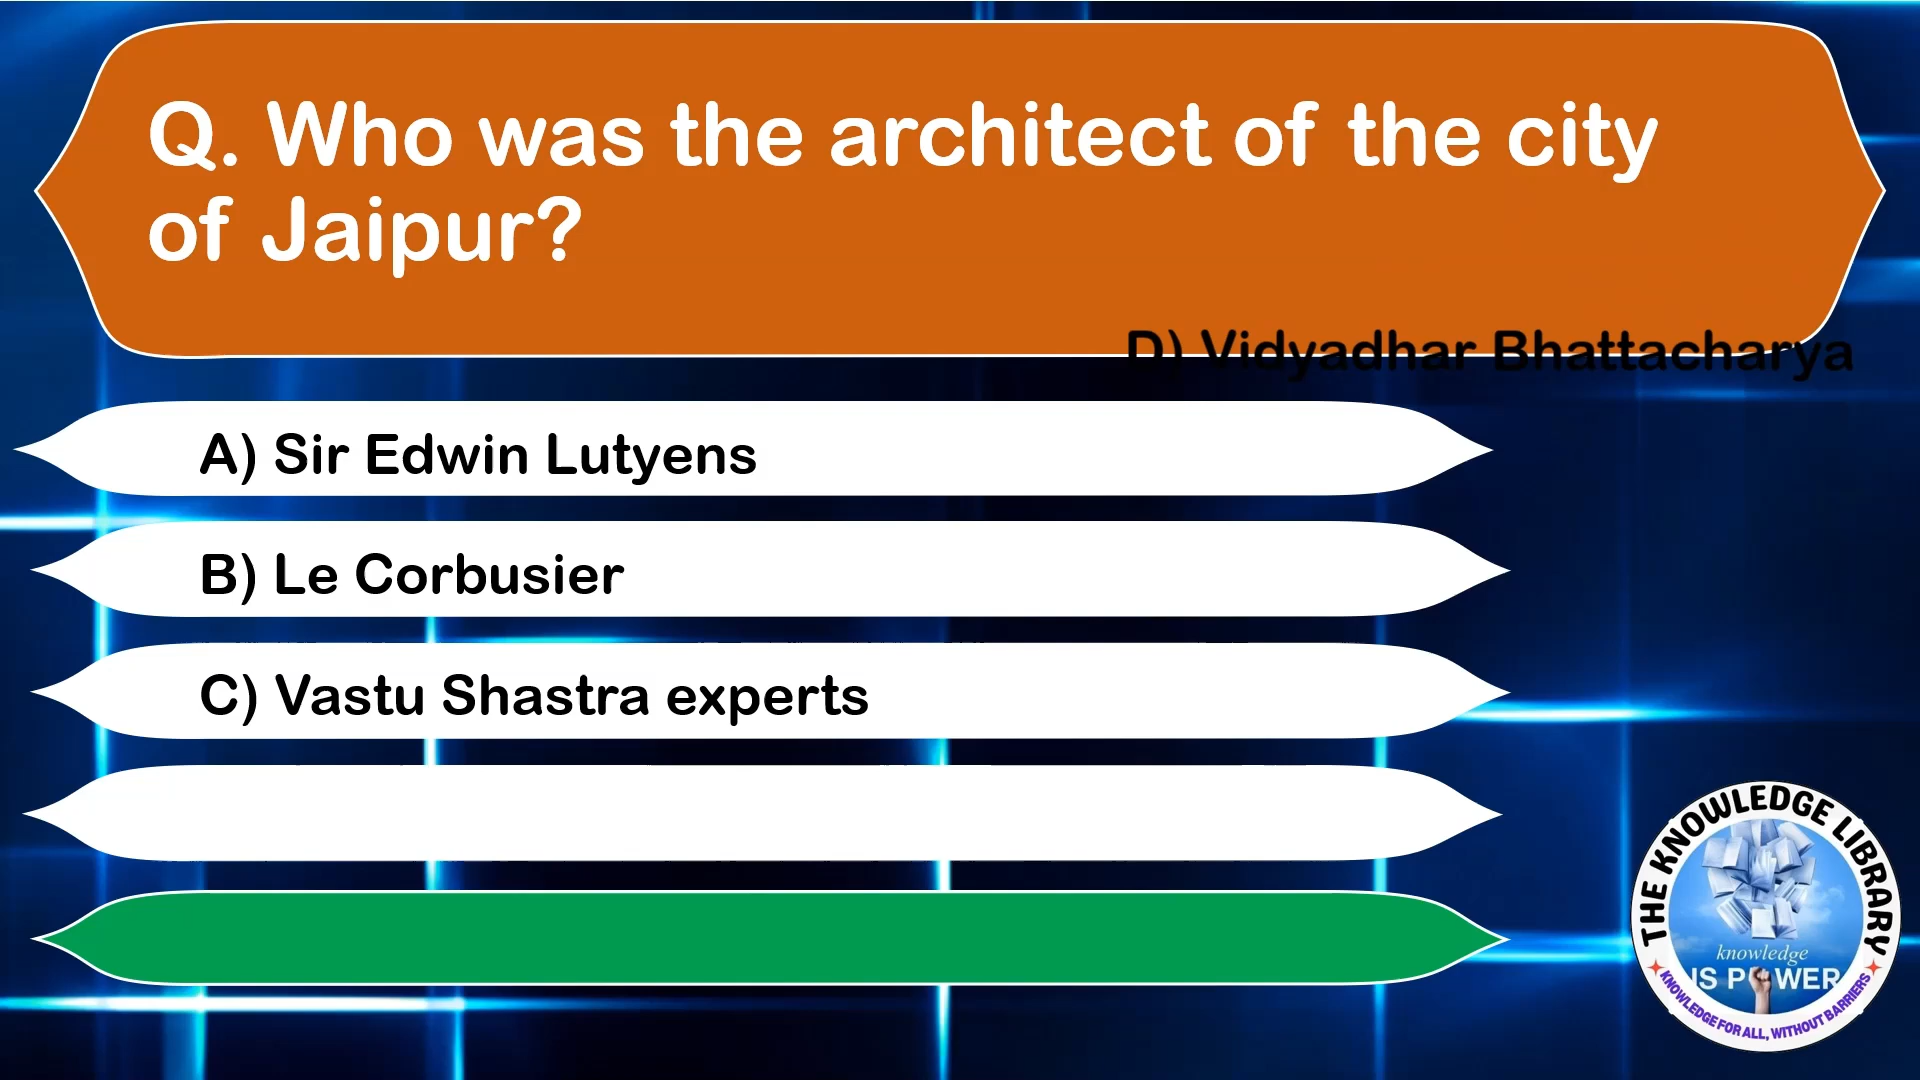 Q. Who was the architect of the city
of Jaipur?
D) Vidyadhar Bhattacharya
A) Sir Edwin Lutyens
B) Le Corbusier
C) Vastu Shastra experts
THE KNOWLEDGE LIBRARY
knowledge
IS POWER
KNOWLEDGE FOR ALL, WITHOUT BARRIERS